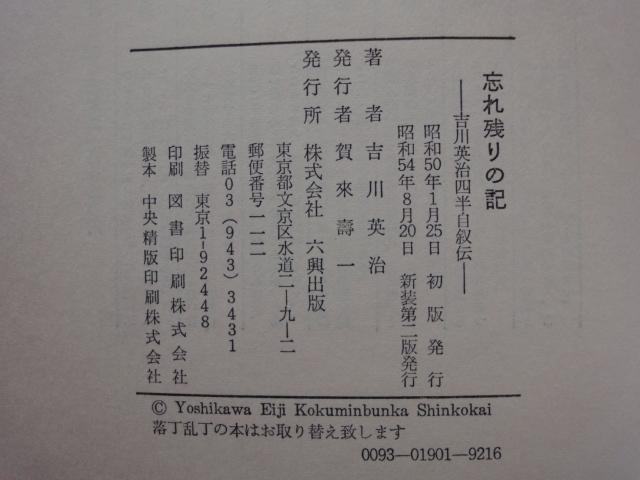 忘れ残りの記
――吉川英治四半自叙伝――
昭和50年1月25日 初版発行
昭和54年8月20日 新装第二版発行
著者 吉川英治
発行者 賀來壽一
発行所 株式会社 六興出版
東京都文京区水道二―九―二
郵便番号一一二
電話03(943)3431
振替 東京1-92448
印刷 図書印刷株式会社
製本 中央精版印刷株式会社
© Yoshikawa Eiji Kokuminbunka Shinkokai
落丁乱丁の本はお取り替え致します
0093―01901―9216